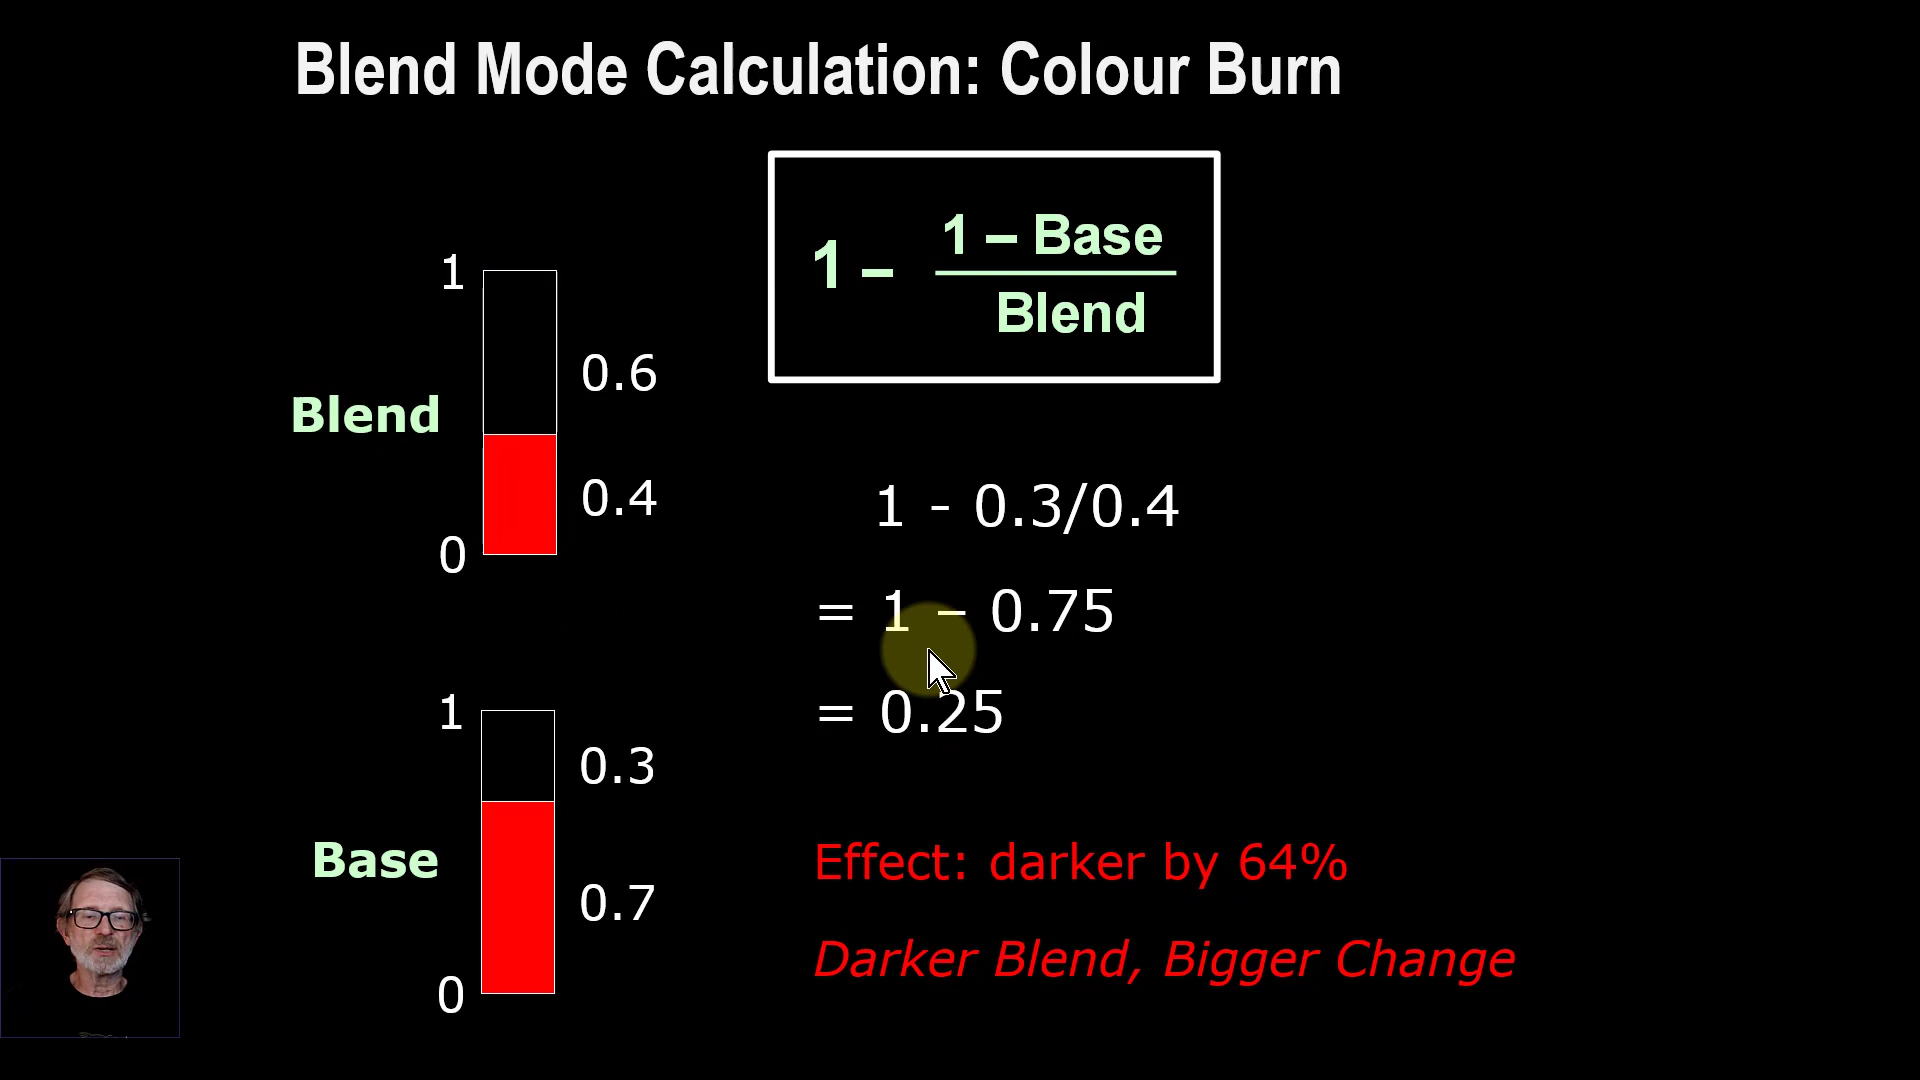 Blend Mode Calculation: Colour Burn
1 –
1 – Base
Blend
1
0.6
Blend
0.4
0
1 - 0.3/0.4
= 1 – 0.75
= 0.25
1
0.3
Base
0.7
0
Effect: darker by 64%
Darker Blend, Bigger Change